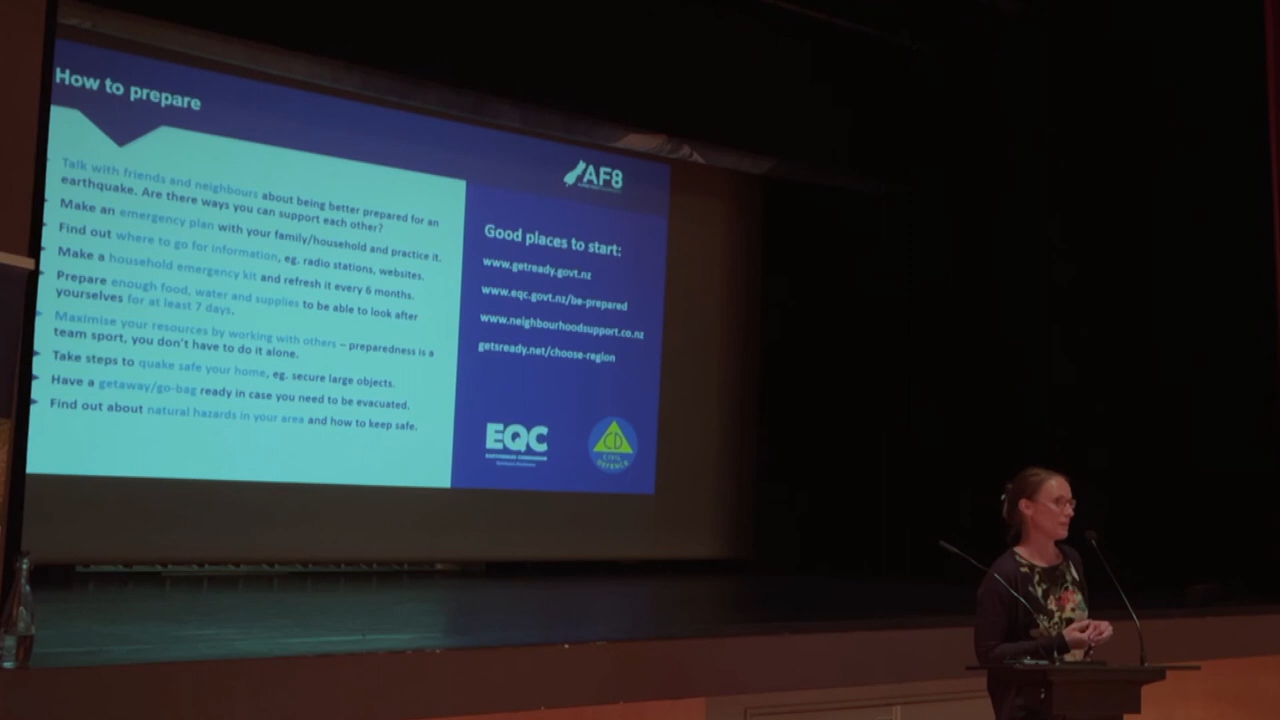 How to prepare
Talk with friends and neighbours about being better prepared for an
earthquake. Are there ways you can support each other?
Make an emergency plan with your family/household and practice it.
Find out where to go for information, eg. radio stations, websites.
Make a household emergency kit and refresh it every 6 months.
Prepare enough food, water and supplies to be able to look after
yourselves for at least 7 days.
Maximise your resources by working with others – preparedness is a
team sport, you don't have to do it alone.
Take steps to quake safe your home, eg. secure large objects.
Have a getaway/go-bag ready in case you need to be evacuated.
Find out about natural hazards in your area and how to keep safe.
AF8
Good places to start:
www.getready.govt.nz
www.eqc.govt.nz/be-prepared
www.neighbourhoodsupport.co.nz
getsready.net/choose-region
EQC
CD
CIVIL
DEFENCE